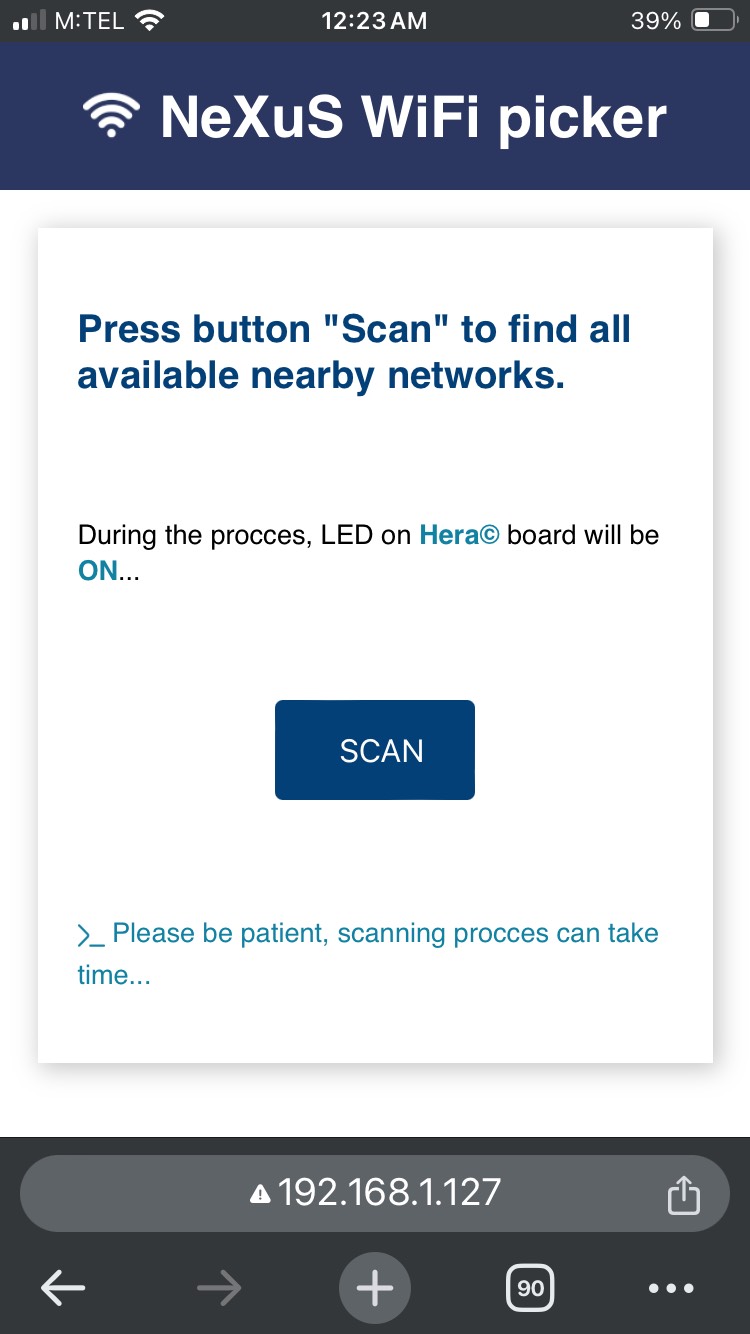 M:TEL 12:23 AM 39%
NeXuS WiFi picker
Press button "Scan" to find all
available nearby networks.
During the procces, LED on Hera© board will be
ON...
SCAN
>_ Please be patient, scanning procces can take
time...
192.168.1.127
90